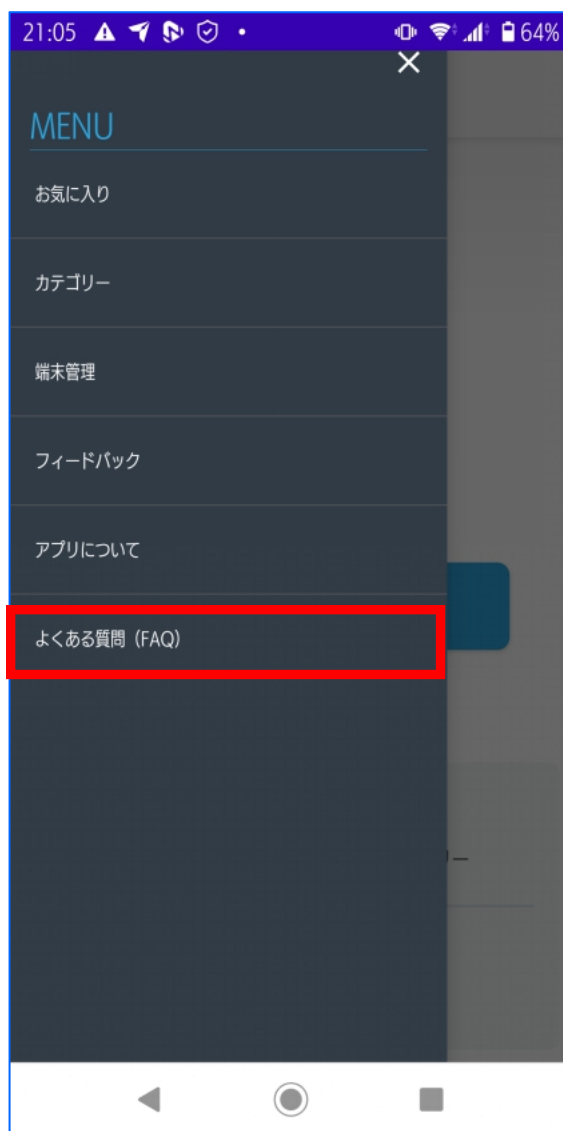 21:05
64%
MENU
お気に入り
カテゴリー
端末管理
フィードバック
アプリについて
よくある質問（FAQ）
ー